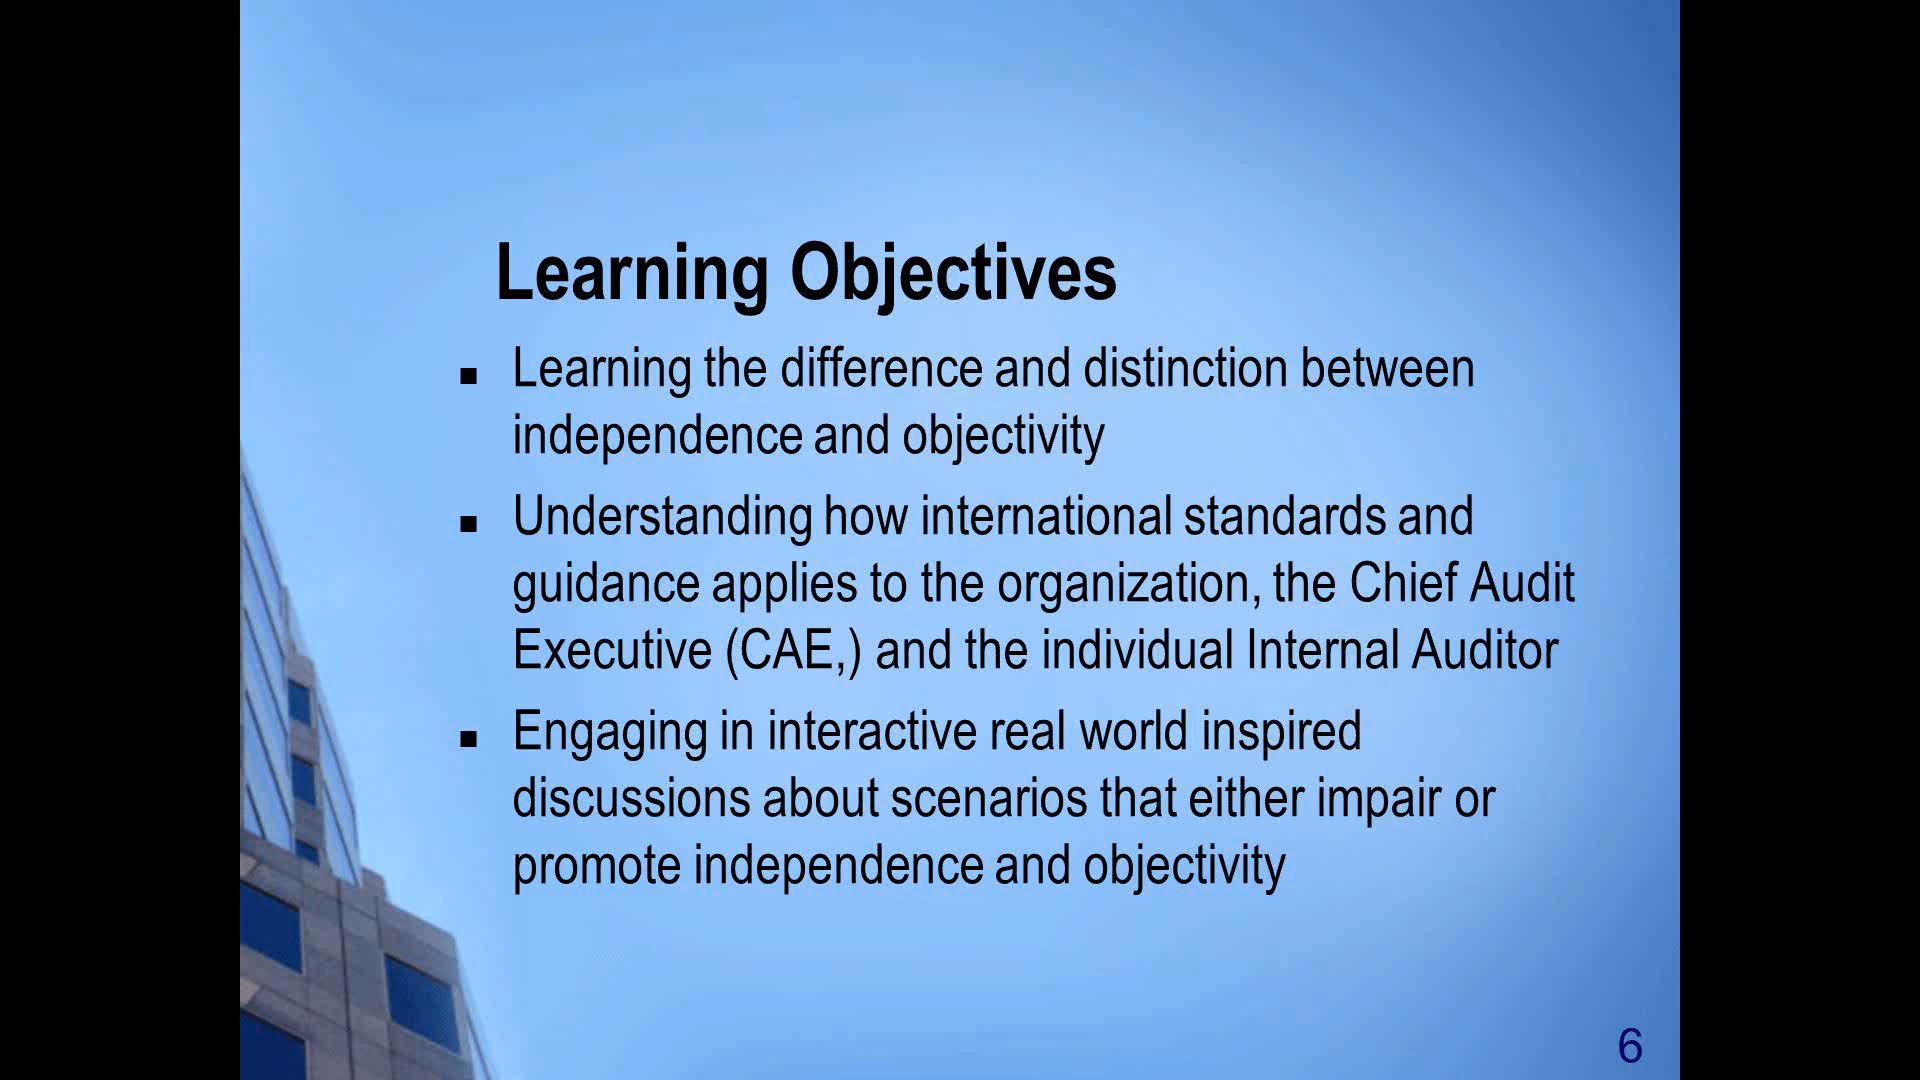 Learning Objectives
▪ Learning the difference and distinction between
independence and objectivity
▪ Understanding how international standards and
guidance applies to the organization, the Chief Audit
Executive (CAE,) and the individual Internal Auditor
▪ Engaging in interactive real world inspired
discussions about scenarios that either impair or
promote independence and objectivity
6